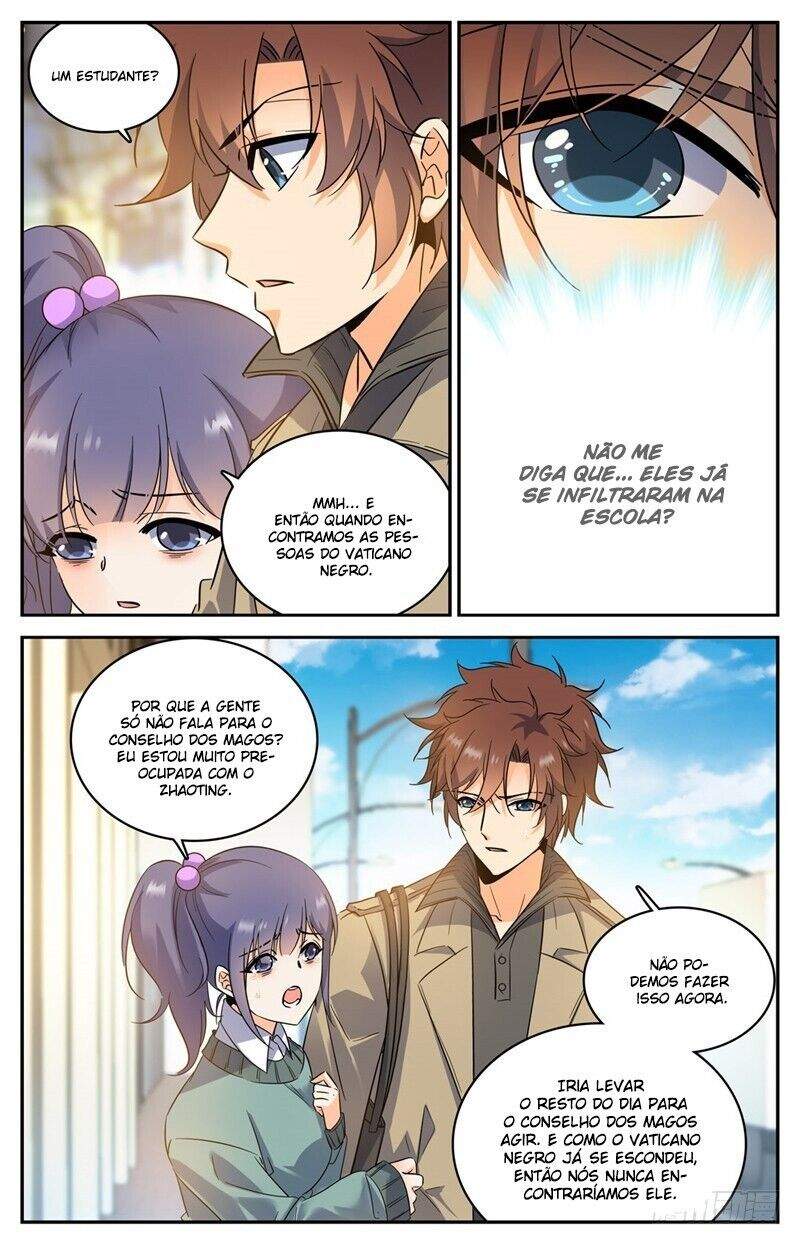 UM ESTUDANTE?
NÃO ME
DIGA QUE... ELES JÁ
SE INFILTRARAM NA
ESCOLA?
MMH... E
ENTÃO QUANDO EN-
CONTRAMOS AS PES-
SOAS DO VATICANO
NEGRO.
POR QUE A GENTE
SÓ NÃO FALA PARA O
CONSELHO DOS MAGOS?
EU ESTOU MUITO PRE-
OCUPADA COM O
ZHAOTING.
NÃO PO-
DEMOS FAZER
ISSO AGORA.
IRIA LEVAR
O RESTO DO DIA PARA
O CONSELHO DOS MAGOS
AGIR. E COMO O VATICANO
NEGRO JÁ SE ESCONDEU,
ENTÃO NÓS NUNCA EN-
CONTRARÍAMOS ELE.